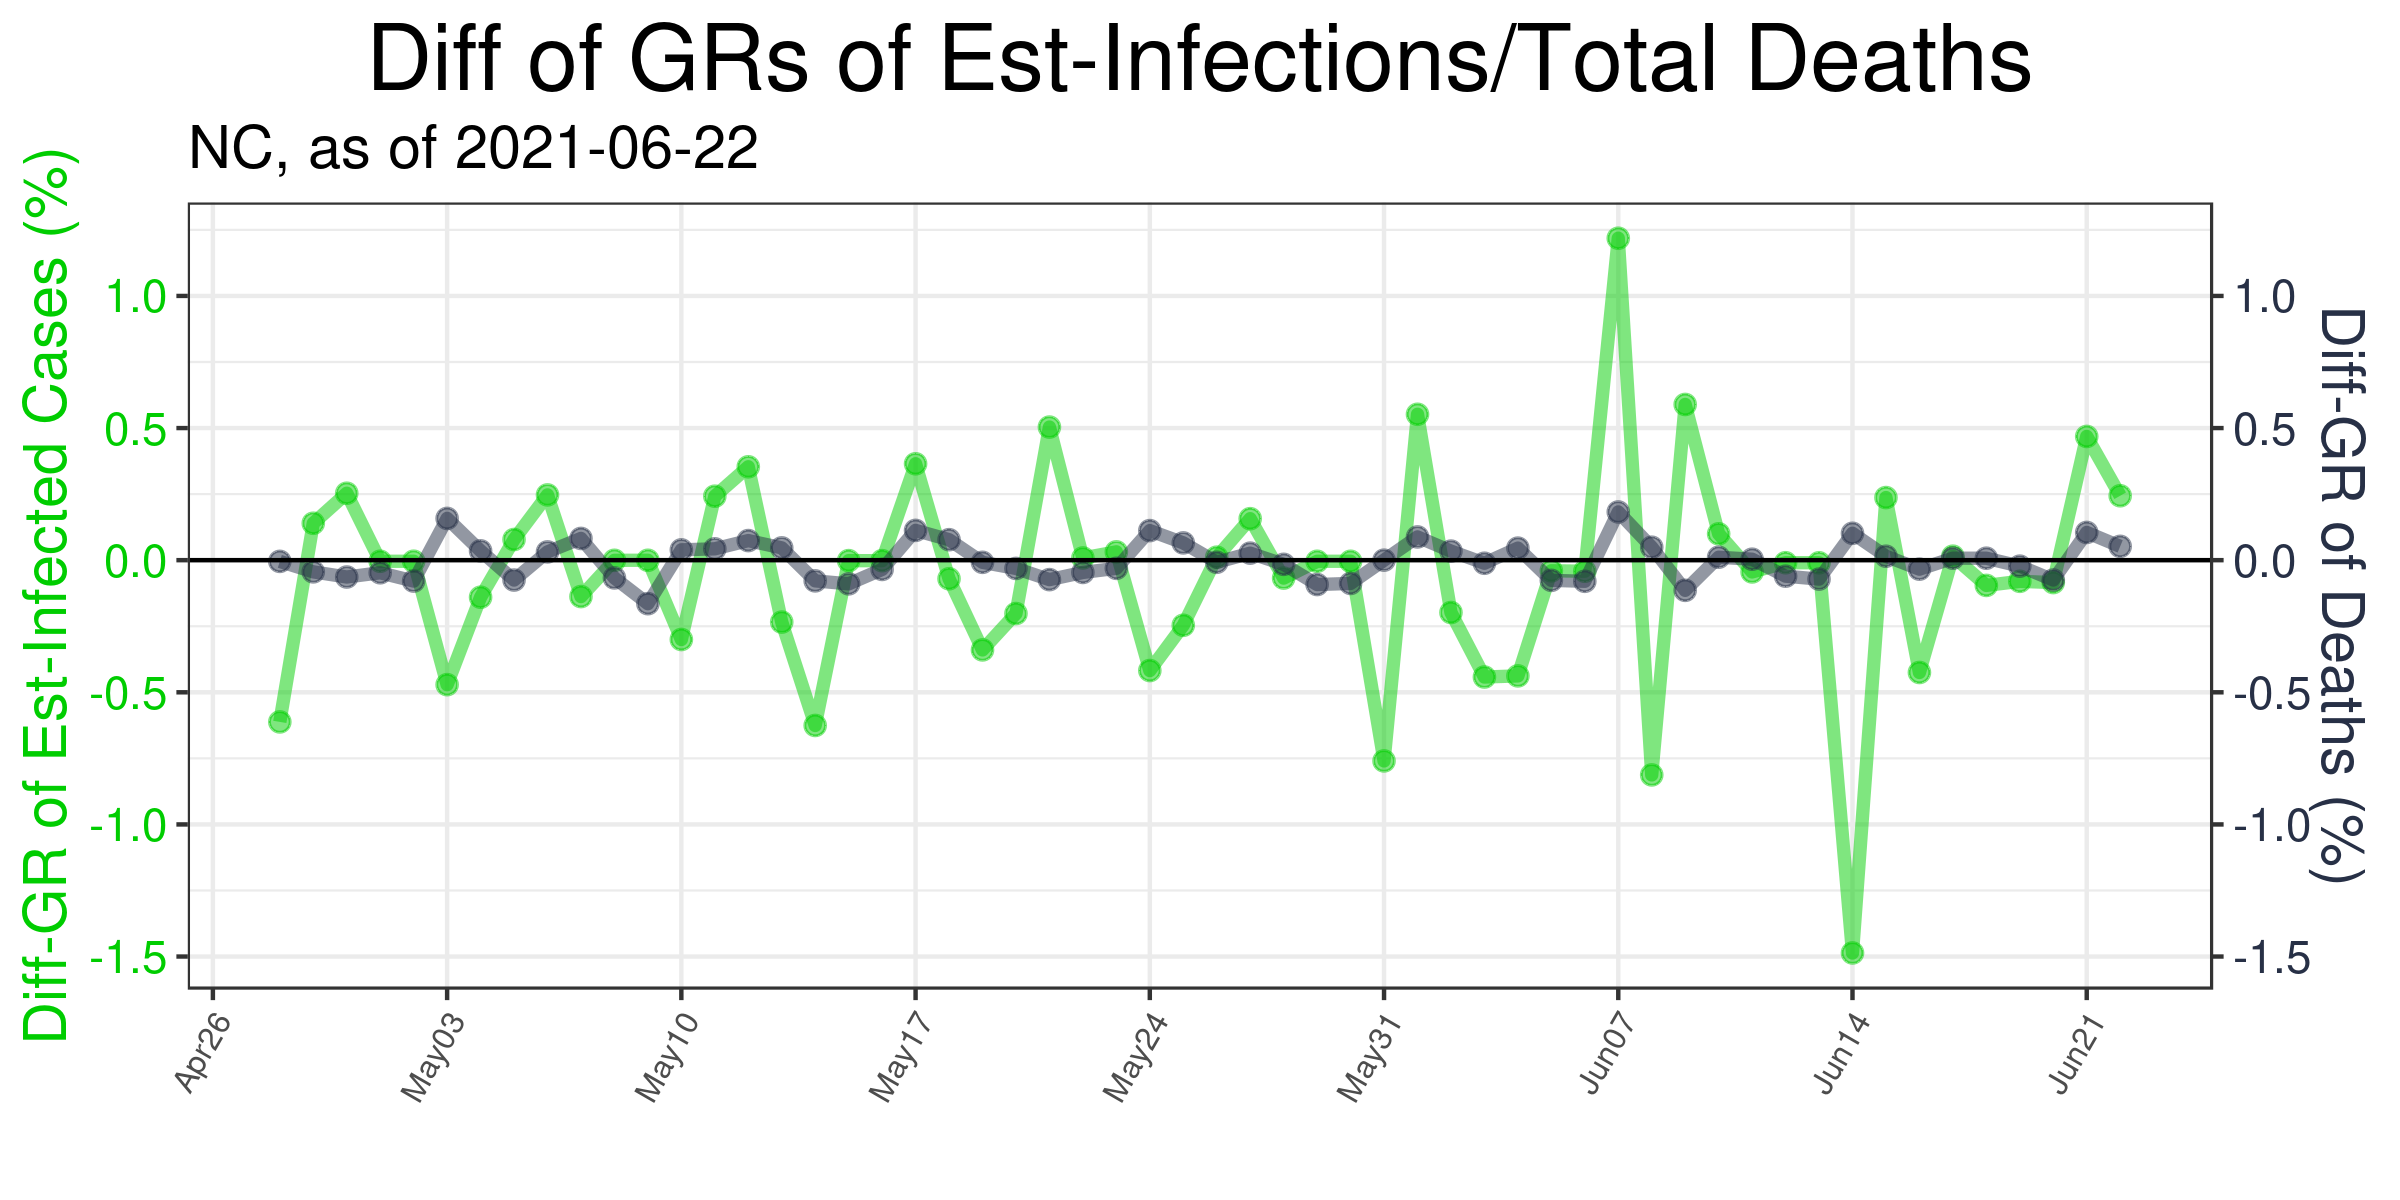 Diff of GRs of Est-Infections/Total Deaths
NC, as of 2021-06-22
Diff-GR of Est-Infected Cases (%)
1.0
0.5
0.0
-0.5
-1.0
-1.5
1.0
0.5
0.0
-0.5
-1.0
-1.5
Diff-GR of Deaths (%)
Apr26
May03
May10
May17
May24
May31
Jun07
Jun14
Jun21